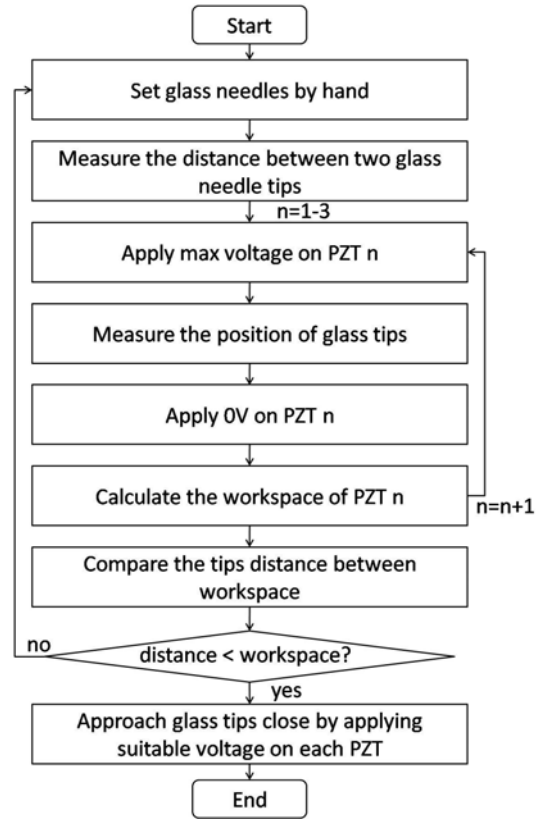 Start
Set glass needles by hand
Measure the distance between two glass
needle tips
n=1-3
Apply max voltage on PZT n
Measure the position of glass tips
Apply 0V on PZT n
Calculate the workspace of PZT n
n=n+1
Compare the tips distance between
workspace
no
distance < workspace?
yes
Approach glass tips close by applying
suitable voltage on each PZT
End